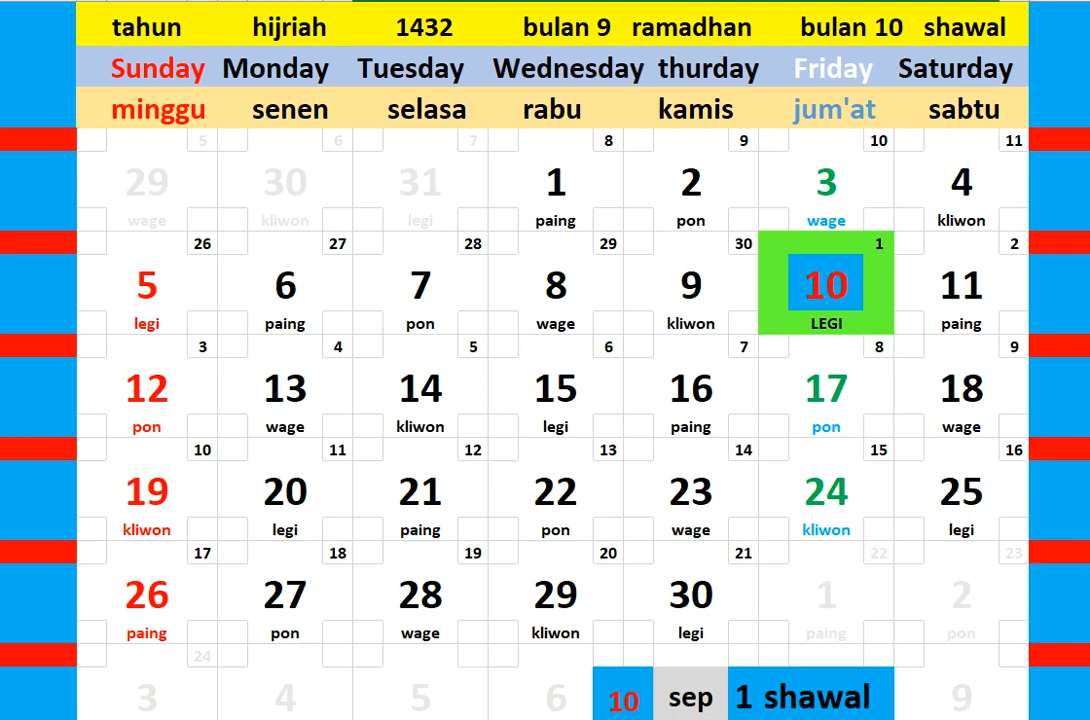 tahun hijriah 1432 bulan 9 ramadhan bulan 10 shawal
Sunday Monday Tuesday Wednesday thurday Friday Saturday
minggu senen selasa rabu kamis jum'at sabtu
5 6 7 8 9 10 11
29 30 31 1 2 3 4
wage kliwon legi paing pon wage kliwon
26 27 28 29 30 1 2
5 6 7 8 9 10 11
legi paing pon wage kliwon LEGI paing
3 4 5 6 7 8 9
12 13 14 15 16 17 18
pon wage kliwon legi paing pon wage
10 11 12 13 14 15 16
19 20 21 22 23 24 25
kliwon legi paing pon wage kliwon legi
17 18 19 20 21 22 23
26 27 28 29 30 1 2
paing pon wage kliwon legi paing pon
24
3 4 5 6 10 sep 1 shawal 9